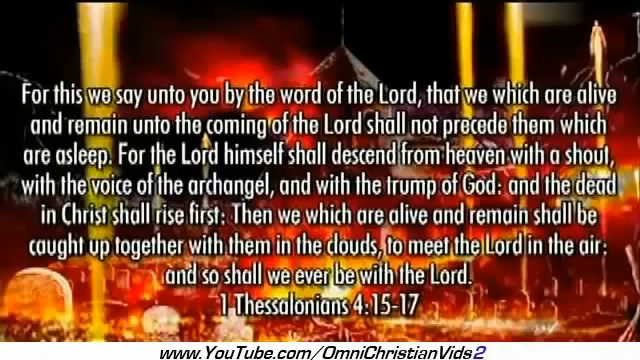 For this we say unto you by the word of the Lord, that we which are alive
and remain unto the coming of the Lord shall not precede them which
are asleep. For the Lord himself shall descend from heaven with a shout,
with the voice of the archangel, and with the trump of God: and the dead
in Christ shall rise first: Then we which are alive and remain shall be
caught up together with them in the clouds, to meet the Lord in the air:
and so shall we ever be with the Lord.
1 Thessalonians 4:15-17
www.YouTube.com/OmniChristianVids2